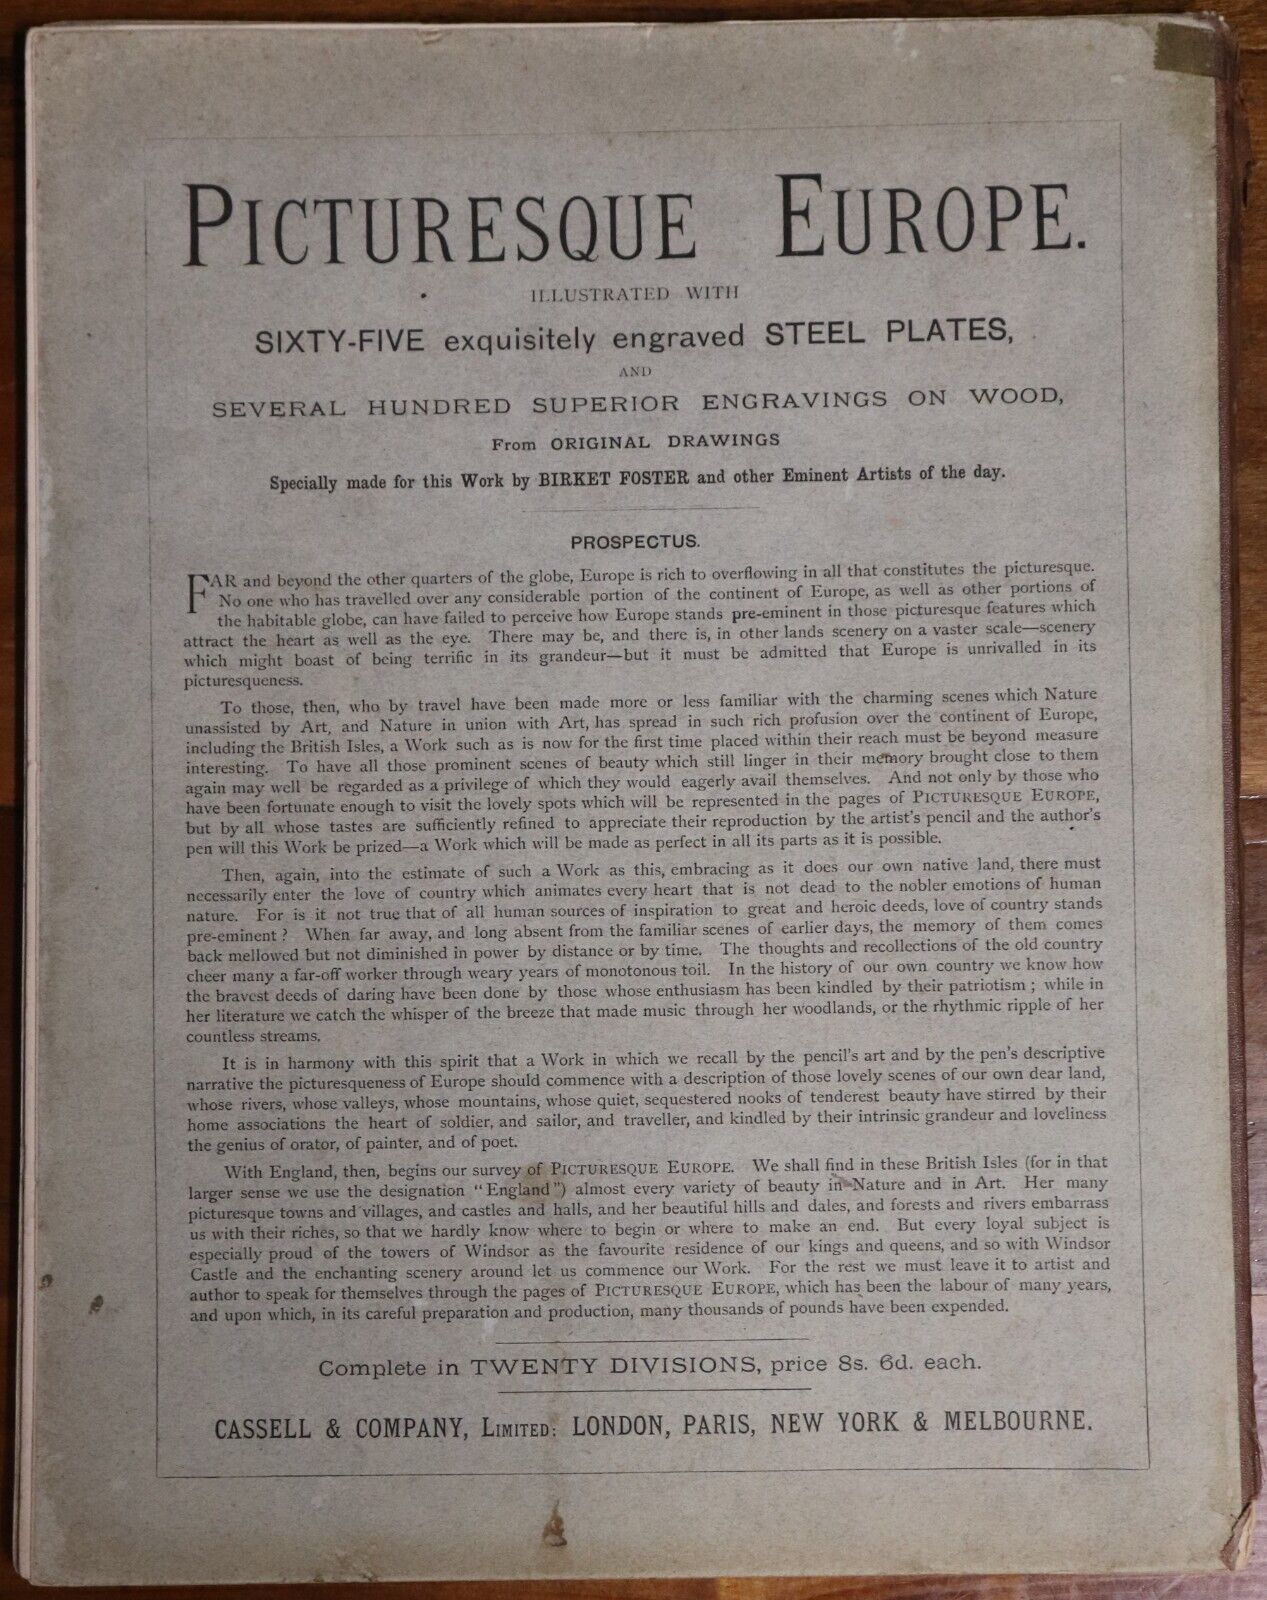 PICTURESQUE EUROPE.
ILLUSTRATED WITH
SIXTY-FIVE exquisitely engraved STEEL PLATES,
AND
SEVERAL HUNDRED SUPERIOR ENGRAVINGS ON WOOD,
From ORIGINAL DRAWINGS
Specially made for this Work by BIRKET FOSTER and other Eminent Artists of the day.
PROSPECTUS.
FAR and beyond the other quarters of the globe, Europe is rich to overflowing in all that constitutes the picturesque.
No one who has travelled over any considerable portion of the continent of Europe, as well as other portions of
the habitable globe, can have failed to perceive how Europe stands pre-eminent in those picturesque features which
attract the heart as well as the eye. There may be, and there is, in other lands scenery on a vaster scale—scenery
which might boast of being terrific in its grandeur—but it must be admitted that Europe is unrivalled in its
picturesqueness.
To those, then, who by travel have been made more or less familiar with the charming scenes which Nature
unassisted by Art, and Nature in union with Art, has spread in such rich profusion over the continent of Europe,
including the British Isles, a Work such as is now for the first time placed within their reach must be beyond measure
interesting. To have all those prominent scenes of beauty which still linger in their memory brought close to them
again may well be regarded as a privilege of which they would eagerly avail themselves. And not only by those who
have been fortunate enough to visit the lovely spots which will be represented in the pages of PICTURESQUE EUROPE,
but by all whose tastes are sufficiently refined to appreciate their reproduction by the artist's pencil and the author's
pen will this Work be prized—a Work which will be made as perfect in all its parts as it is possible.
Then, again, into the estimate of such a Work as this, embracing as it does our own native land, there must
necessarily enter the love of country which animates every heart that is not dead to the nobler emotions of human
nature. For is it not true that of all human sources of inspiration to great and heroic deeds, love of country stands
pre-eminent? When far away, and long absent from the familiar scenes of earlier days, the memory of them comes
back mellowed but not diminished in power by distance or by time. The thoughts and recollections of the old country
cheer many a far-off worker through weary years of monotonous toil. In the history of our own country we know how
the bravest deeds of daring have been done by those whose enthusiasm has been kindled by their patriotism; while in
her literature we catch the whisper of the breeze that made music through her woodlands, or the rhythmic ripple of her
countless streams.
It is in harmony with this spirit that a Work in which we recall by the pencil's art and by the pen's descriptive
narrative the picturesqueness of Europe should commence with a description of those lovely scenes of our own dear land,
whose rivers, whose valleys, whose mountains, whose quiet, sequestered nooks of tenderest beauty have stirred by their
home associations the heart of soldier, and sailor, and traveller, and kindled by their intrinsic grandeur and loveliness
the genius of orator, of painter, and of poet.
With England, then, begins our survey of PICTURESQUE EUROPE. We shall find in these British Isles (for in that
larger sense we use the designation "England") almost every variety of beauty in Nature and in Art. Her many
picturesque towns and villages, and castles and halls, and her beautiful hills and dales, and forests and rivers embarrass
us with their riches, so that we hardly know where to begin or where to make an end. But every loyal subject is
especially proud of the towers of Windsor as the favourite residence of our kings and queens, and so with Windsor
Castle and the enchanting scenery around let us commence our Work. For the rest we must leave it to artist and
author to speak for themselves through the pages of PICTURESQUE EUROPE, which has been the labour of many years,
and upon which, in its careful preparation and production, many thousands of pounds have been expended.
Complete in TWENTY DIVISIONS, price 8s. 6d. each.
CASSELL & COMPANY, LIMITED: LONDON, PARIS, NEW YORK & MELBOURNE.